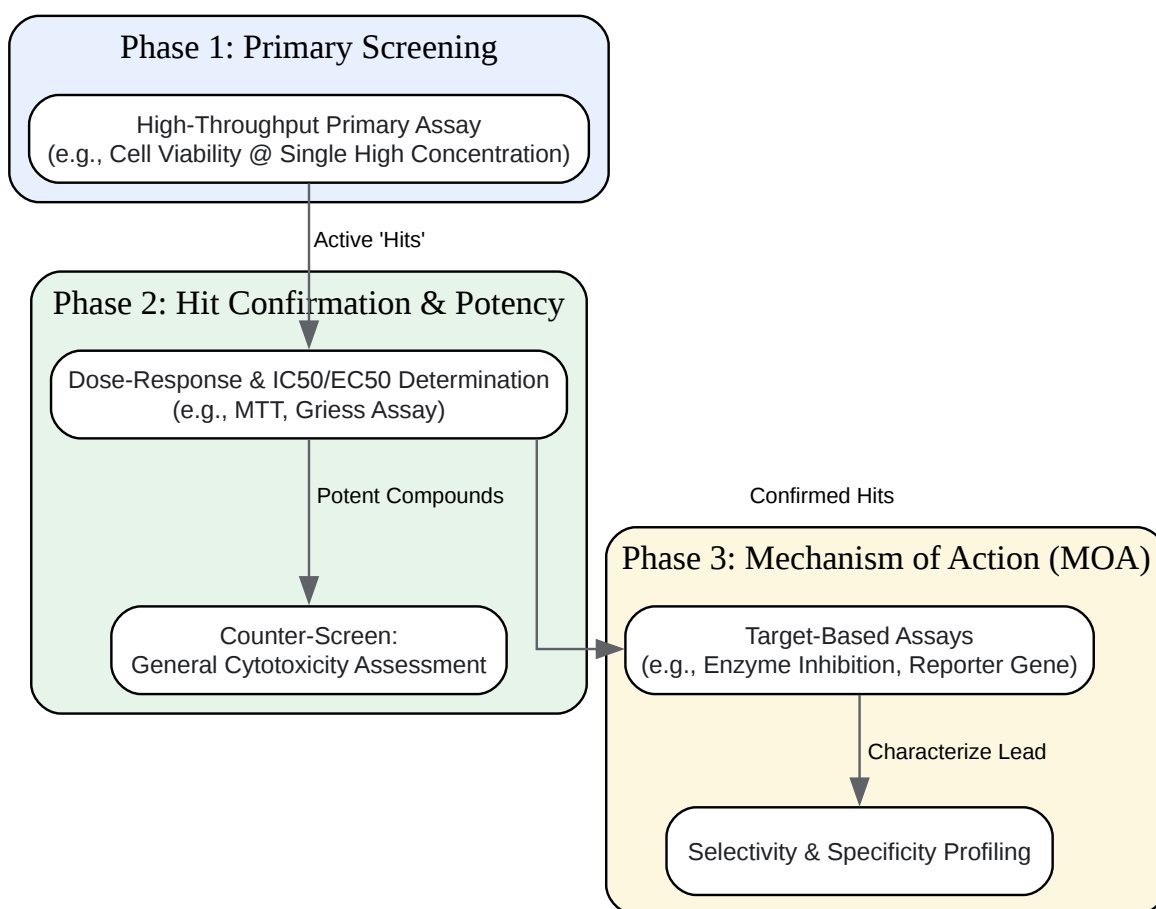 Phase 1: Primary Screening
High-Throughput Primary Assay
(e.g., Cell Viability @ Single High Concentration)
Active 'Hits'
Phase 2: Hit Confirmation & Potency
Dose-Response & IC50/EC50 Determination
(e.g., MTT, Griess Assay)
Potent Compounds
Confirmed Hits
Counter-Screen:
General Cytotoxicity Assessment
Phase 3: Mechanism of Action (MOA)
Target-Based Assays
(e.g., Enzyme Inhibition, Reporter Gene)
Characterize Lead
Selectivity & Specificity Profiling